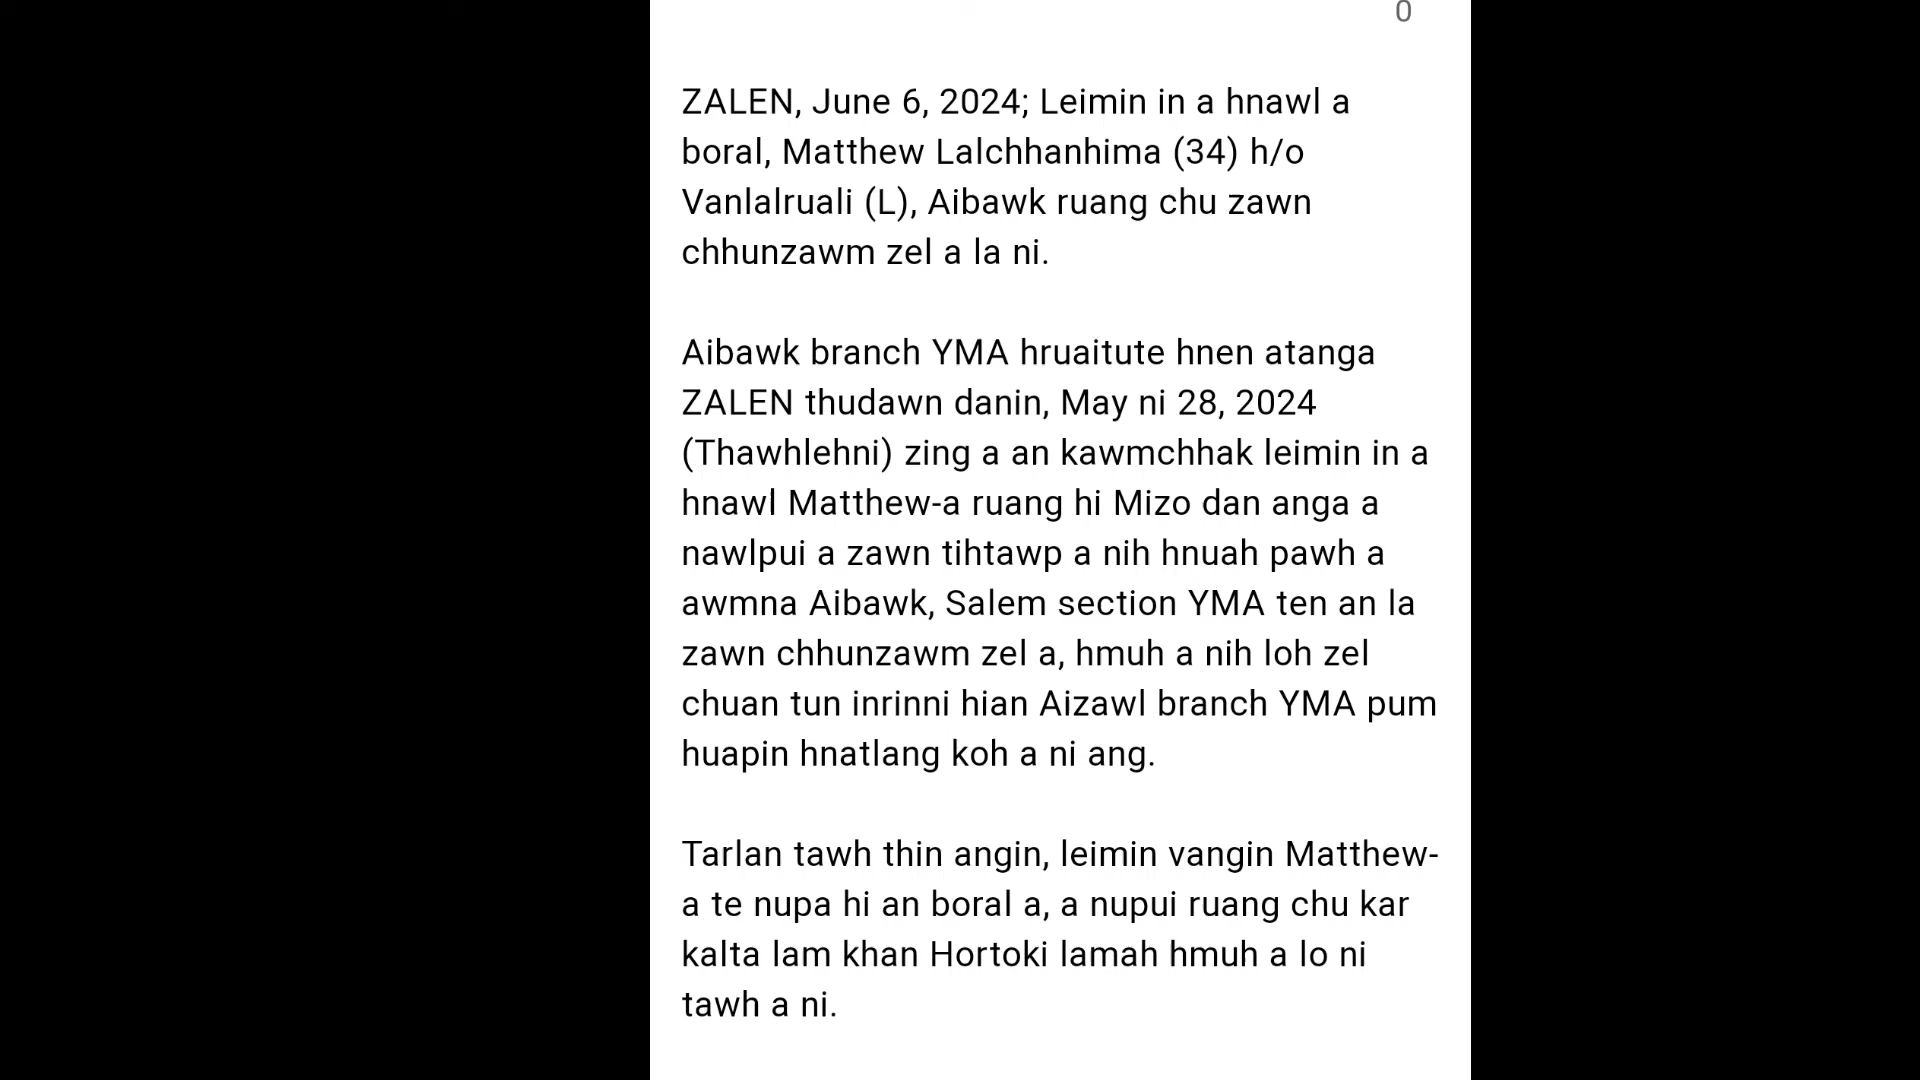 0
ZALEN, June 6, 2024; Leimin in a hnawl a
boral, Matthew Lalchhanhima (34) h/o
Vanlalruali (L), Aibawk ruang chu zawn
chhunzawm zel a la ni.
Aibawk branch YMA hruaitute hnen atanga
ZALEN thudawn danin, May ni 28, 2024
(Thawhlehni) zing a an kawmchhak leimin in a
hnawl Matthew-a ruang hi Mizo dan anga a
nawlpui a zawn tihtawp a nih hnuah pawh a
awmna Aibawk, Salem section YMA ten an la
zawn chhunzawm zel a, hmuh a nih loh zel
chuan tun inrinni hian Aizawl branch YMA pum
huapin hnatlang koh a ni ang.
Tarlan tawh thin angin, leimin vangin Matthew-
a te nupa hi an boral a, a nupui ruang chu kar
kalta lam khan Hortoki lamah hmuh a lo ni
tawh a ni.